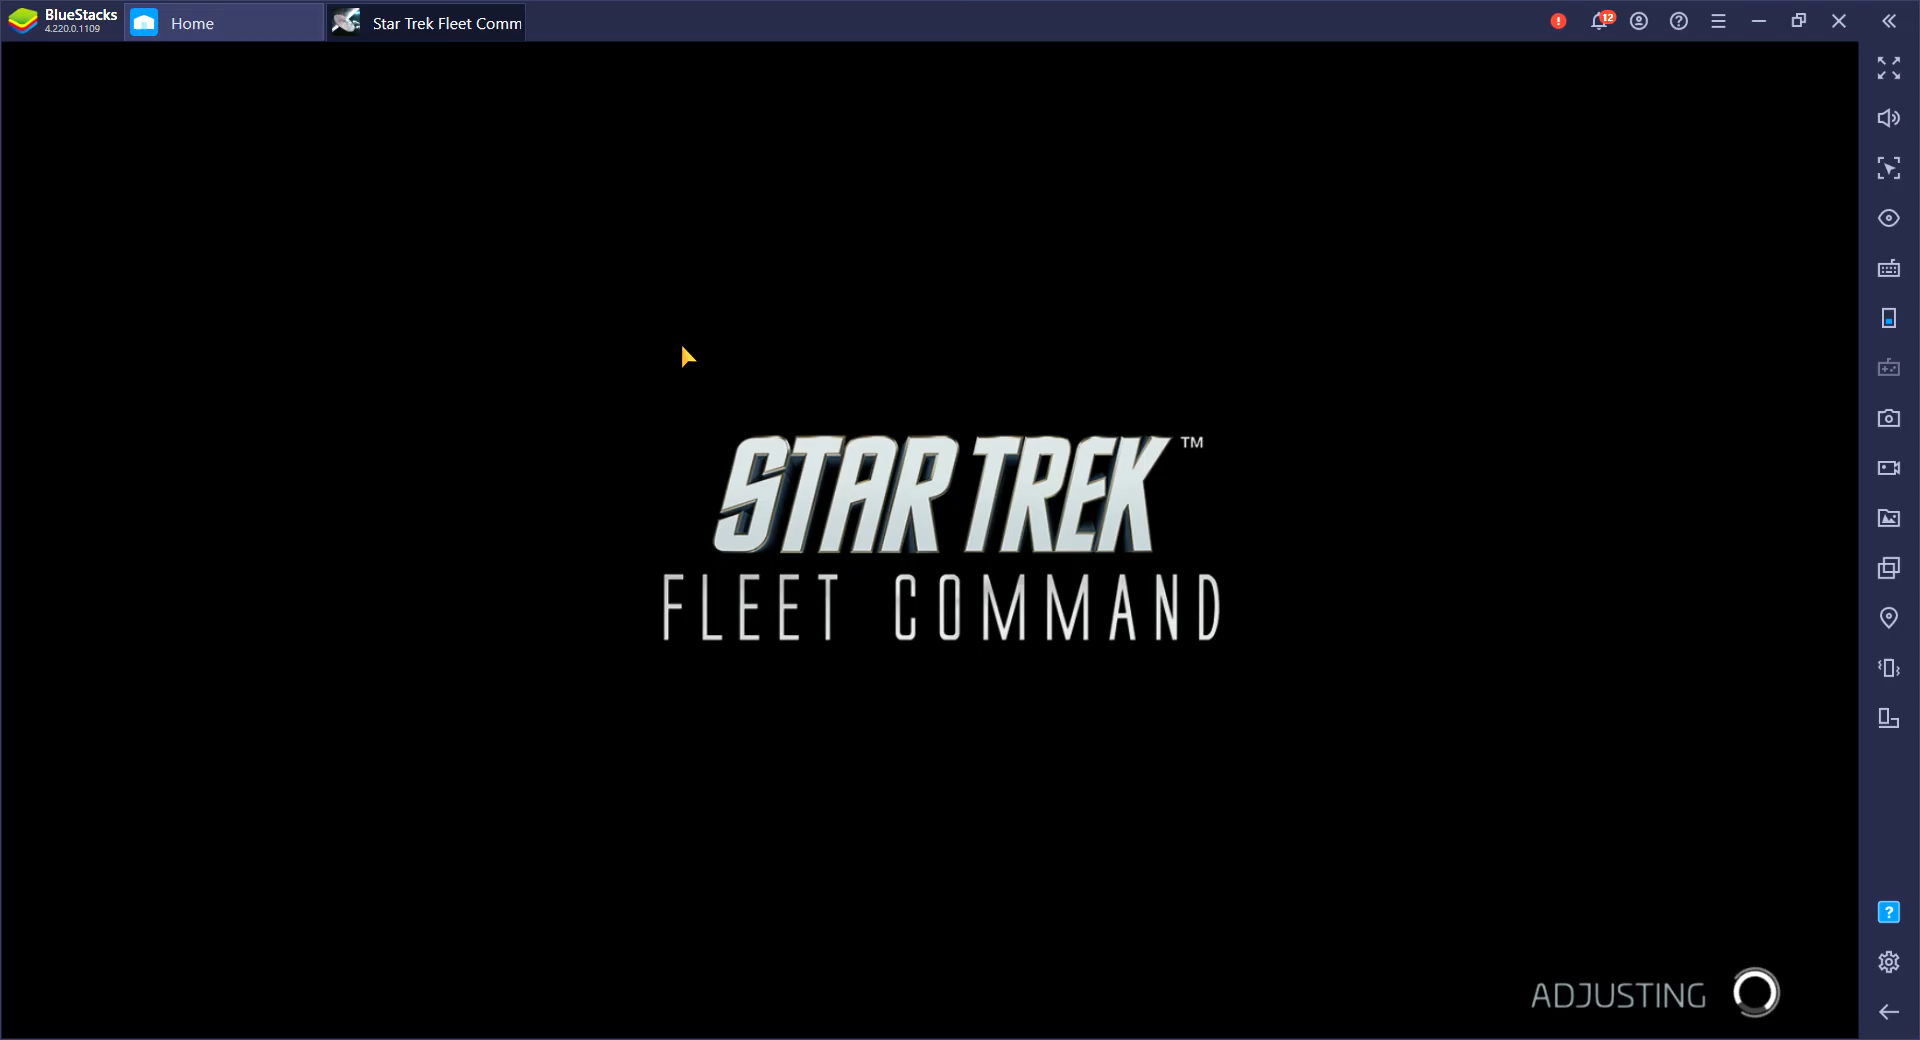 BlueStacks
4.220.0.1109
Home
Star Trek Fleet Comm
12
STAR TREK™
FLEET COMMAND
ADJUSTING